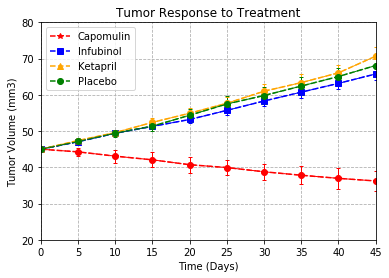 Tumor Response to Treatment
Capomulin
Infubinol
Ketapril
Placebo
Tumor Volume (mm3)
80
70
60
50
40
30
20
0 5 10 15 20 25 30 35 40 45
Time (Days)